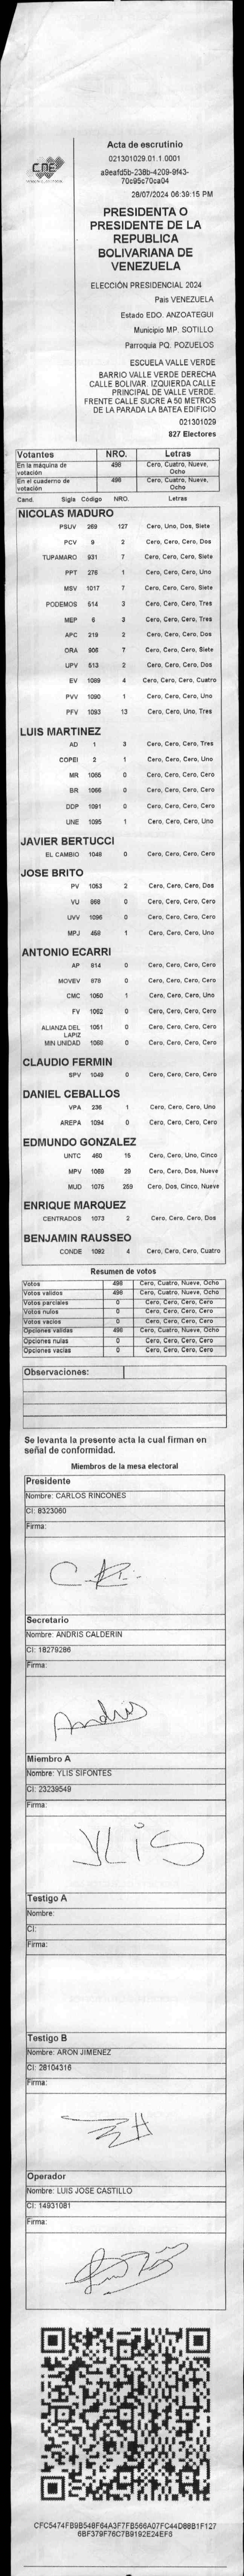 CNE
Acta de escrutinio
021301029.01.1.0001
a9eafd5b-238b-4209-9f43-
70c95c70ca04
28/07/2024 06:39:15 PM
PRESIDENTA O
PRESIDENTE DE LA
REPUBLICA
BOLIVARIANA DE
VENEZUELA
ELECCIÓN PRESIDENCIAL 2024
Pais VENEZUELA
Estado EDO. ANZOATEGUI
Municipio MP. SOTILLO
Parroquia PQ. POZUELOS
ESCUELA VALLE VERDE
BARRIO VALLE VERDE DERECHA
CALLE BOLIVAR. IZQUIERDA CALLE
PRINCIPAL DE VALLE VERDE.
FRENTE CALLE SUCRE A 50 METROS
DE LA PARADA LA BATEA EDIFICIO
021301029
827 Electores
Votantes NRO. Letras
En la máquina de votación 498 Cero, Cuatro, Nueve, Ocho
En el cuaderno de votación 498 Cero, Cuatro, Nueve, Ocho
Cand. Sigla Código NRO. Letras
NICOLAS MADURO
PSUV 269 127 Cero, Uno, Dos, Siete
PCV 9 2 Cero, Cero, Cero, Dos
TUPAMARO 931 7 Cero, Cero, Cero, Siete
PPT 276 1 Cero, Cero, Cero, Uno
MSV 1017 7 Cero, Cero, Cero, Siete
PODEMOS 514 3 Cero, Cero, Cero, Tres
MEP 6 3 Cero, Cero, Cero, Tres
APC 219 2 Cero, Cero, Cero, Dos
ORA 906 7 Cero, Cero, Cero, Siete
UPV 513 2 Cero, Cero, Cero, Dos
EV 1089 4 Cero, Cero, Cero, Cuatro
PVV 1090 1 Cero, Cero, Cero, Uno
PFV 1093 13 Cero, Cero, Uno, Tres
LUIS MARTINEZ
AD 1 3 Cero, Cero, Cero, Tres
COPEI 2 1 Cero, Cero, Cero, Uno
MR 1065 0 Cero, Cero, Cero, Cero
BR 1066 0 Cero, Cero, Cero, Cero
DDP 1091 0 Cero, Cero, Cero, Cero
UNE 1095 1 Cero, Cero, Cero, Uno
JAVIER BERTUCCI
EL CAMBIO 1048 0 Cero, Cero, Cero, Cero
JOSE BRITO
PV 1053 2 Cero, Cero, Cero, Dos
VU 868 0 Cero, Cero, Cero, Cero
UVV 1096 0 Cero, Cero, Cero, Cero
MPJ 458 1 Cero, Cero, Cero, Uno
ANTONIO ECARRI
AP 814 0 Cero, Cero, Cero, Cero
MOVEV 878 0 Cero, Cero, Cero, Cero
CMC 1050 1 Cero, Cero, Cero, Uno
FV 1062 0 Cero, Cero, Cero, Cero
ALIANZA DEL LAPIZ 1051 0 Cero, Cero, Cero, Cero
MIN UNIDAD 1068 0 Cero, Cero, Cero, Cero
CLAUDIO FERMIN
SPV 1049 0 Cero, Cero, Cero, Cero
DANIEL CEBALLOS
VPA 236 1 Cero, Cero, Cero, Uno
AREPA 1094 0 Cero, Cero, Cero, Cero
EDMUNDO GONZALEZ
UNTC 460 15 Cero, Cero, Uno, Cinco
MPV 1069 29 Cero, Cero, Dos, Nueve
MUD 1075 259 Cero, Dos, Cinco, Nueve
ENRIQUE MARQUEZ
CENTRADOS 1073 2 Cero, Cero, Cero, Dos
BENJAMIN RAUSSEO
CONDE 1092 4 Cero, Cero, Cero, Cuatro
Resumen de votos
Votos 498 Cero, Cuatro, Nueve, Ocho
Votos validos 498 Cero, Cuatro, Nueve, Ocho
Votos parciales 0 Cero, Cero, Cero, Cero
Votos nulos 0 Cero, Cero, Cero, Cero
Votos vacios 0 Cero, Cero, Cero, Cero
Opciones validas 498 Cero, Cuatro, Nueve, Ocho
Opciones nulas 0 Cero, Cero, Cero, Cero
Opciones vacias 0 Cero, Cero, Cero, Cero
Observaciones:
Se levanta la presente acta la cual firman en
señal de conformidad.
Miembros de la mesa electoral
Presidente
Nombre: CARLOS RINCONES
CI: 8323060
Firma:
C.R.
Secretario
Nombre: ANDRIS CALDERIN
CI: 18279286
Firma:
Andris
Miembro A
Nombre: YLIS SIFONTES
CI: 23239549
Firma:
YLiS
Testigo A
Nombre:
CI:
Firma:
Testigo B
Nombre: ARON JIMENEZ
CI: 28104316
Firma:
Operador
Nombre: LUIS JOSE CASTILLO
CI: 14931081
Firma:
CFC5474FB9B548F64A3F7FB566A07FC44D88B1F127
6BF379F76C7B9192E24EF6